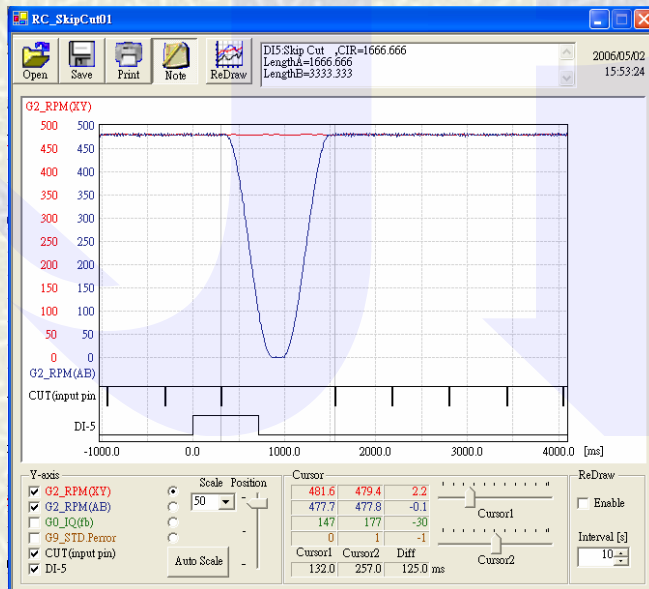 RC_SkipCut01
Open Save Print Note ReDraw
DI5:Skip Cut ,CIR=1666.666
LengthA=1666.666
LengthB=3333.333
2006/05/02
15:53:24
G2_RPM(XY)
500 500
450 450
400 400
350 350
300 300
250 250
200 200
150 150
100 100
50 50
0 0
G2_RPM(AB)
CUT(input pin
DI-5
-1000.0 0.0 1000.0 2000.0 3000.0 4000.0 [ms]
Y-axis
Scale Position
G2_RPM(XY)
G2_RPM(AB)
G0_IQ(fb)
G9_STD.Perror
CUT(input pin)
DI-5
50
Auto Scale
Cursor
481.6 479.4 2.2
477.7 477.8 -0.1
147 177 -30
0 1 -1
Cursor1 Cursor2 Diff
132.0 257.0 125.0 ms
Cursor1
Cursor2
ReDraw
Enable
Interval [s]
10